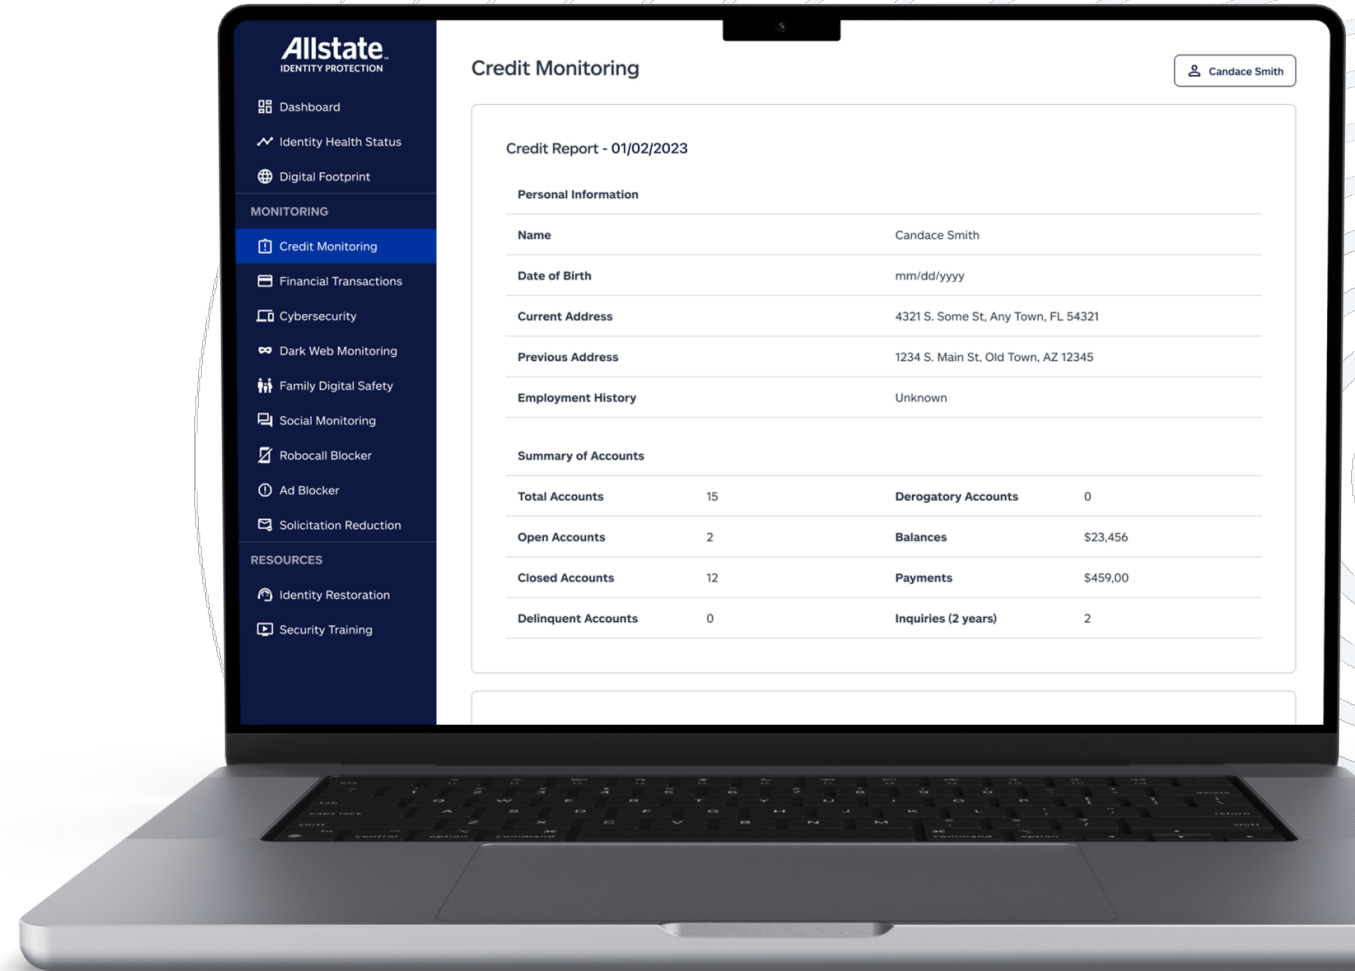 Allstate
IDENTITY PROTECTION
Dashboard
Identity Health Status
Digital Footprint
MONITORING
Credit Monitoring
Financial Transactions
Cybersecurity
Dark Web Monitoring
Family Digital Safety
Social Monitoring
Robocall Blocker
Ad Blocker
Solicitation Reduction
RESOURCES
Identity Restoration
Security Training
Credit Monitoring
Candace Smith
Credit Report - 01/02/2023
Personal Information
Name Candace Smith
Date of Birth mm/dd/yyyy
Current Address 4321 S. Some St, Any Town, FL 54321
Previous Address 1234 S. Main St, Old Town, AZ 12345
Employment History Unknown
Summary of Accounts
Total Accounts 15 Derogatory Accounts 0
Open Accounts 2 Balances $23,456
Closed Accounts 12 Payments $459,00
Delinquent Accounts 0 Inquiries (2 years) 2